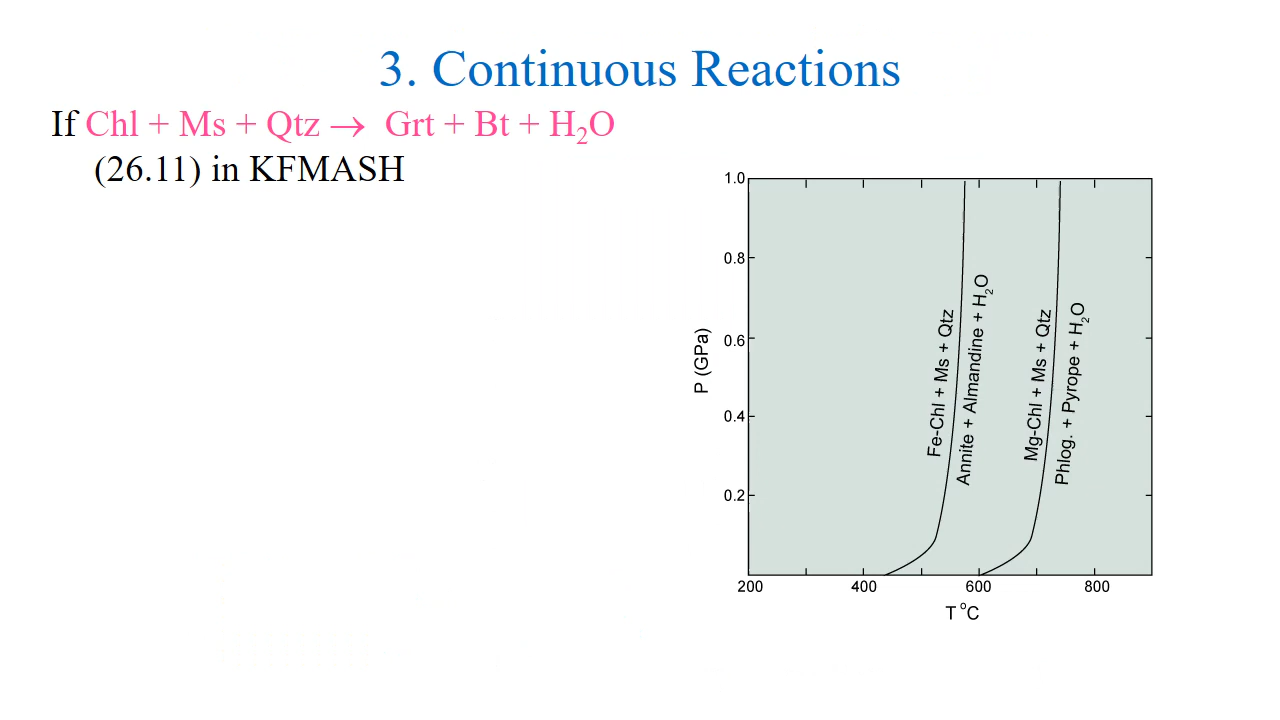 3. Continuous Reactions
If Chl + Ms + Qtz → Grt + Bt + H₂O
(26.11) in KFMASH
1.0
0.8
0.6
0.4
0.2
P (GPa)
Fe-Chl + Ms + Qtz
Annite + Almandine + H₂O
Mg-Chl + Ms + Qtz
Phlog. + Pyrope + H₂O
200
400
600
800
T °C